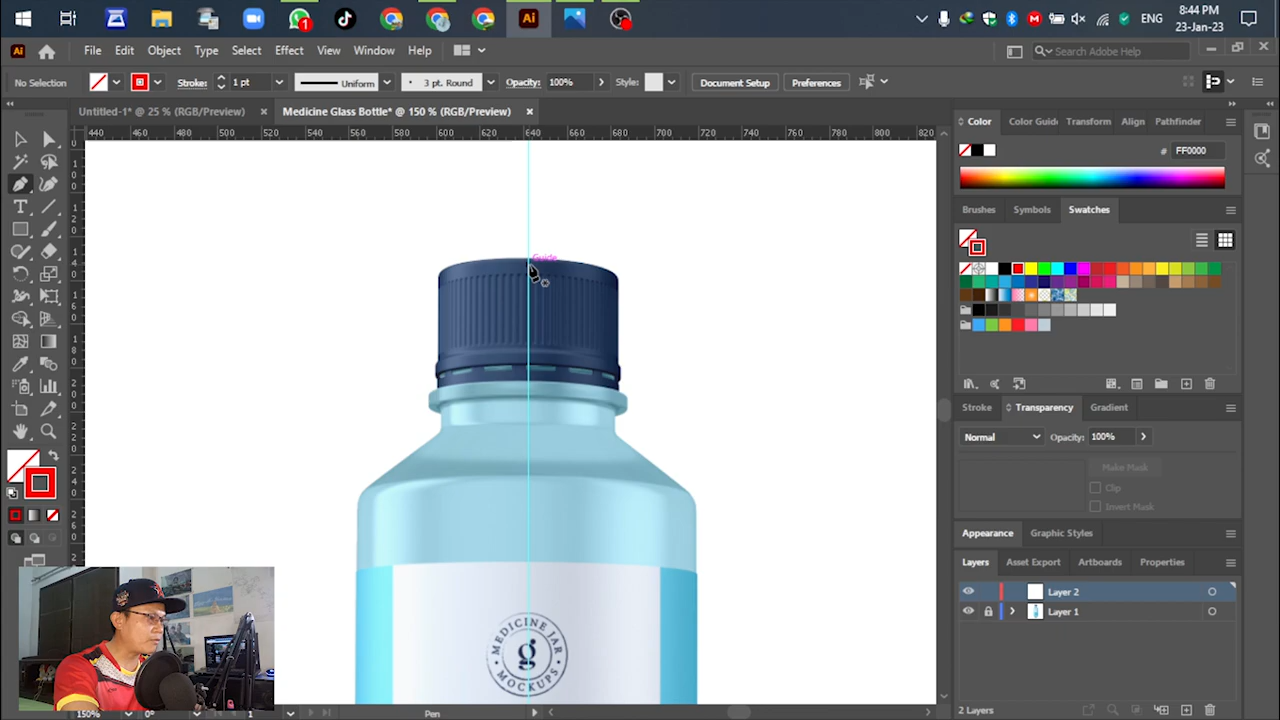 8:44 PM
ENG
23-Jan-23
Ai
File Edit Object Type Select Effect View Window Help
Search Adobe Help
No Selection
Stroke:
1 pt
Uniform
3 pt. Round
Opacity:
100%
Style:
Document Setup
Preferences
Untitled-1* @ 25 % (RGB/Preview)
Medicine Glass Bottle* @ 150 % (RGB/Preview)
440 460 480 500 520 540 560 580 600 620 640 660 680 700 720 740 760 780 800 820
Color Color Guide Transform Align Pathfinder
# FF0000
Brushes Symbols Swatches
Guide
Stroke Transparency Gradient
Normal
Opacity: 100%
Make Mask
Clip
Invert Mask
Appearance Graphic Styles
Layers Asset Export Artboards Properties
Layer 2
Layer 1
MEDICINE JAR
g
MOCKUPS
150%
0°
1
Pen
2 Layers